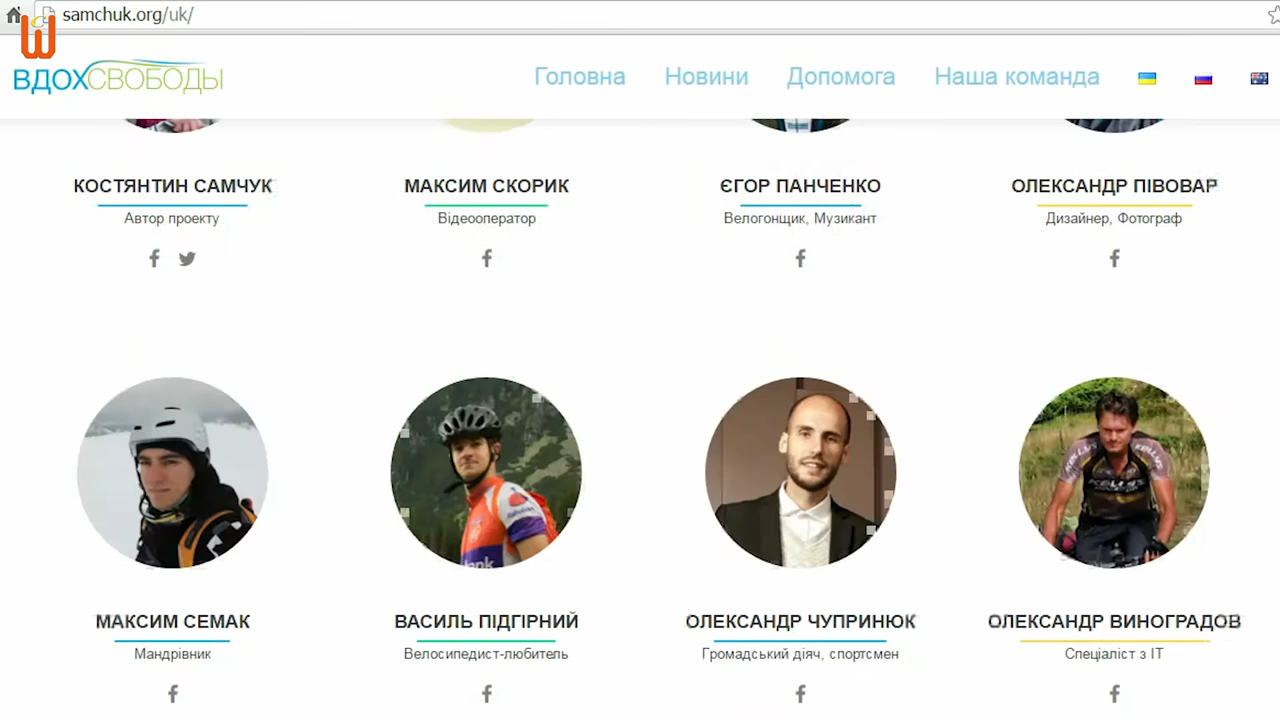 samchuk.org/uk/
ВДОХСВОБОДЫ
Головна Новини Допомога Наша команда
КОСТЯНТИН САМЧУК МАКСИМ СКОРИК ЄГОР ПАНЧЕНКО ОЛЕКСАНДР ПІВОВАР
Автор проекту Відеооператор Велогонщик, Музикант Дизайнер, Фотограф
МАКСИМ СЕМАК ВАСИЛЬ ПІДГІРНИЙ ОЛЕКСАНДР ЧУПРИНЮК ОЛЕКСАНДР ВИНОГРАДОВ
Мандрівник Велосипедист-любитель Громадський діяч, спортсмен Спеціаліст з ІТ